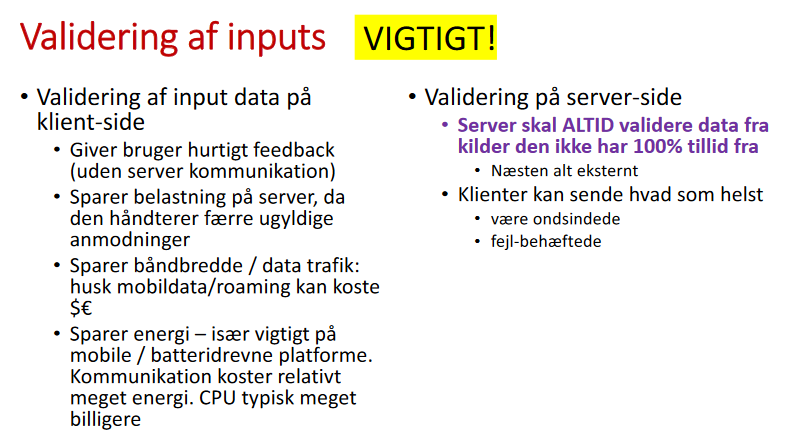 Validering af inputs VIGTIGT!
• Validering af input data på
klient-side
• Giver bruger hurtigt feedback
(uden server kommunikation)
• Sparer belastning på server, da
den håndterer færre ugyldige
anmodninger
• Sparer båndbredde / data trafik:
husk mobildata/roaming kan koste
$€
• Sparer energi – især vigtigt på
mobile / batteridrevne platforme.
Kommunikation koster relativt
meget energi. CPU typisk meget
billigere
• Validering på server-side
• Server skal ALTID validere data fra
kilder den ikke har 100% tillid fra
• Næsten alt eksternt
• Klienter kan sende hvad som helst
• være ondsindede
• fejl-behæftede